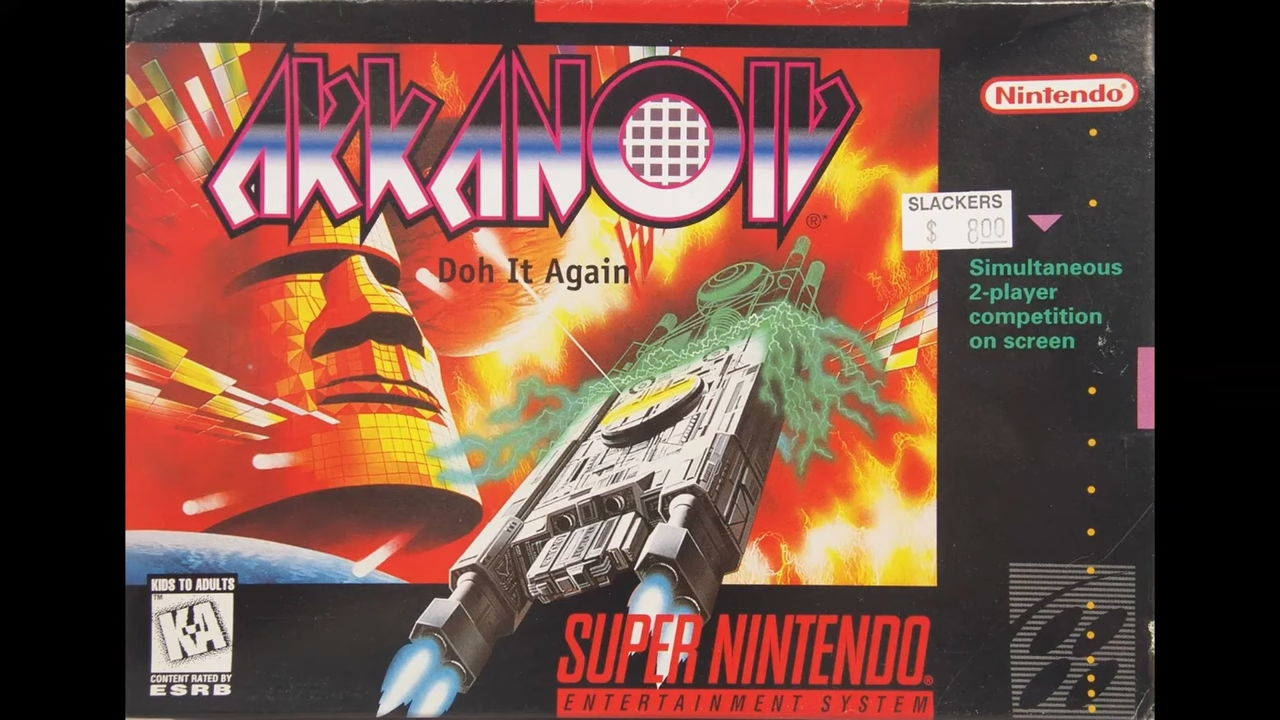 ARKANOID
®*
Doh It Again
Nintendo®
SLACKERS
$ 8.00
Simultaneous
2-player
competition
on screen
KIDS TO ADULTS
TM
K-A
CONTENT RATED BY
ESRB
SUPER NINTENDO®
ENTERTAINMENT SYSTEM